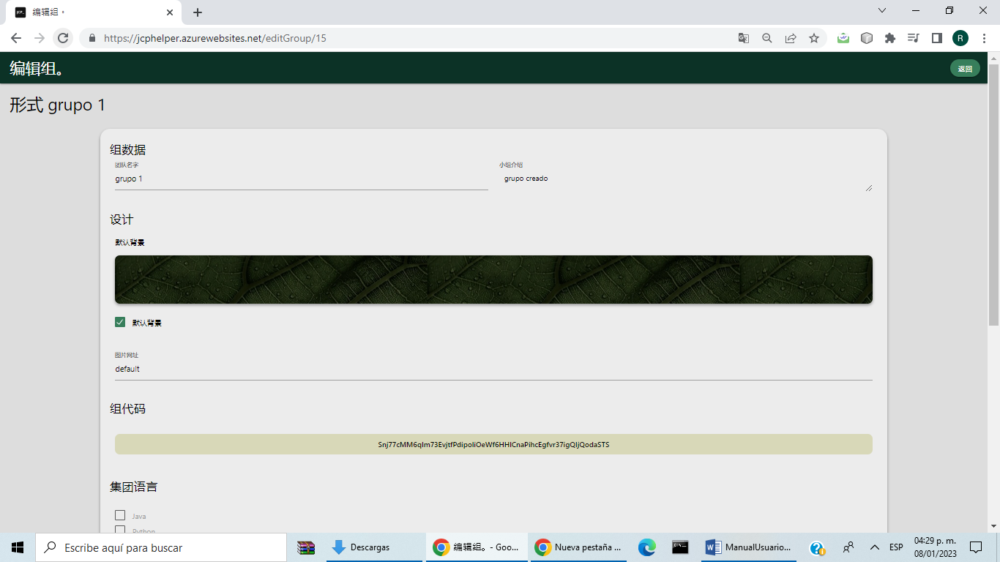 编辑组。
https://jcphelper.azurewebsites.net/editGroup/15
R
编辑组。
返回
形式 grupo 1
组数据
团队名字
小组介绍
grupo 1
grupo creado
设计
默认背景
默认背景
图片网址
default
组代码
集团语言
Java
Python
Escribe aquí para buscar
Descargas
编辑组。 - Goo...
Nueva pestaña ...
ManualUsuario...
ESP
04:29 p. m.
08/01/2023